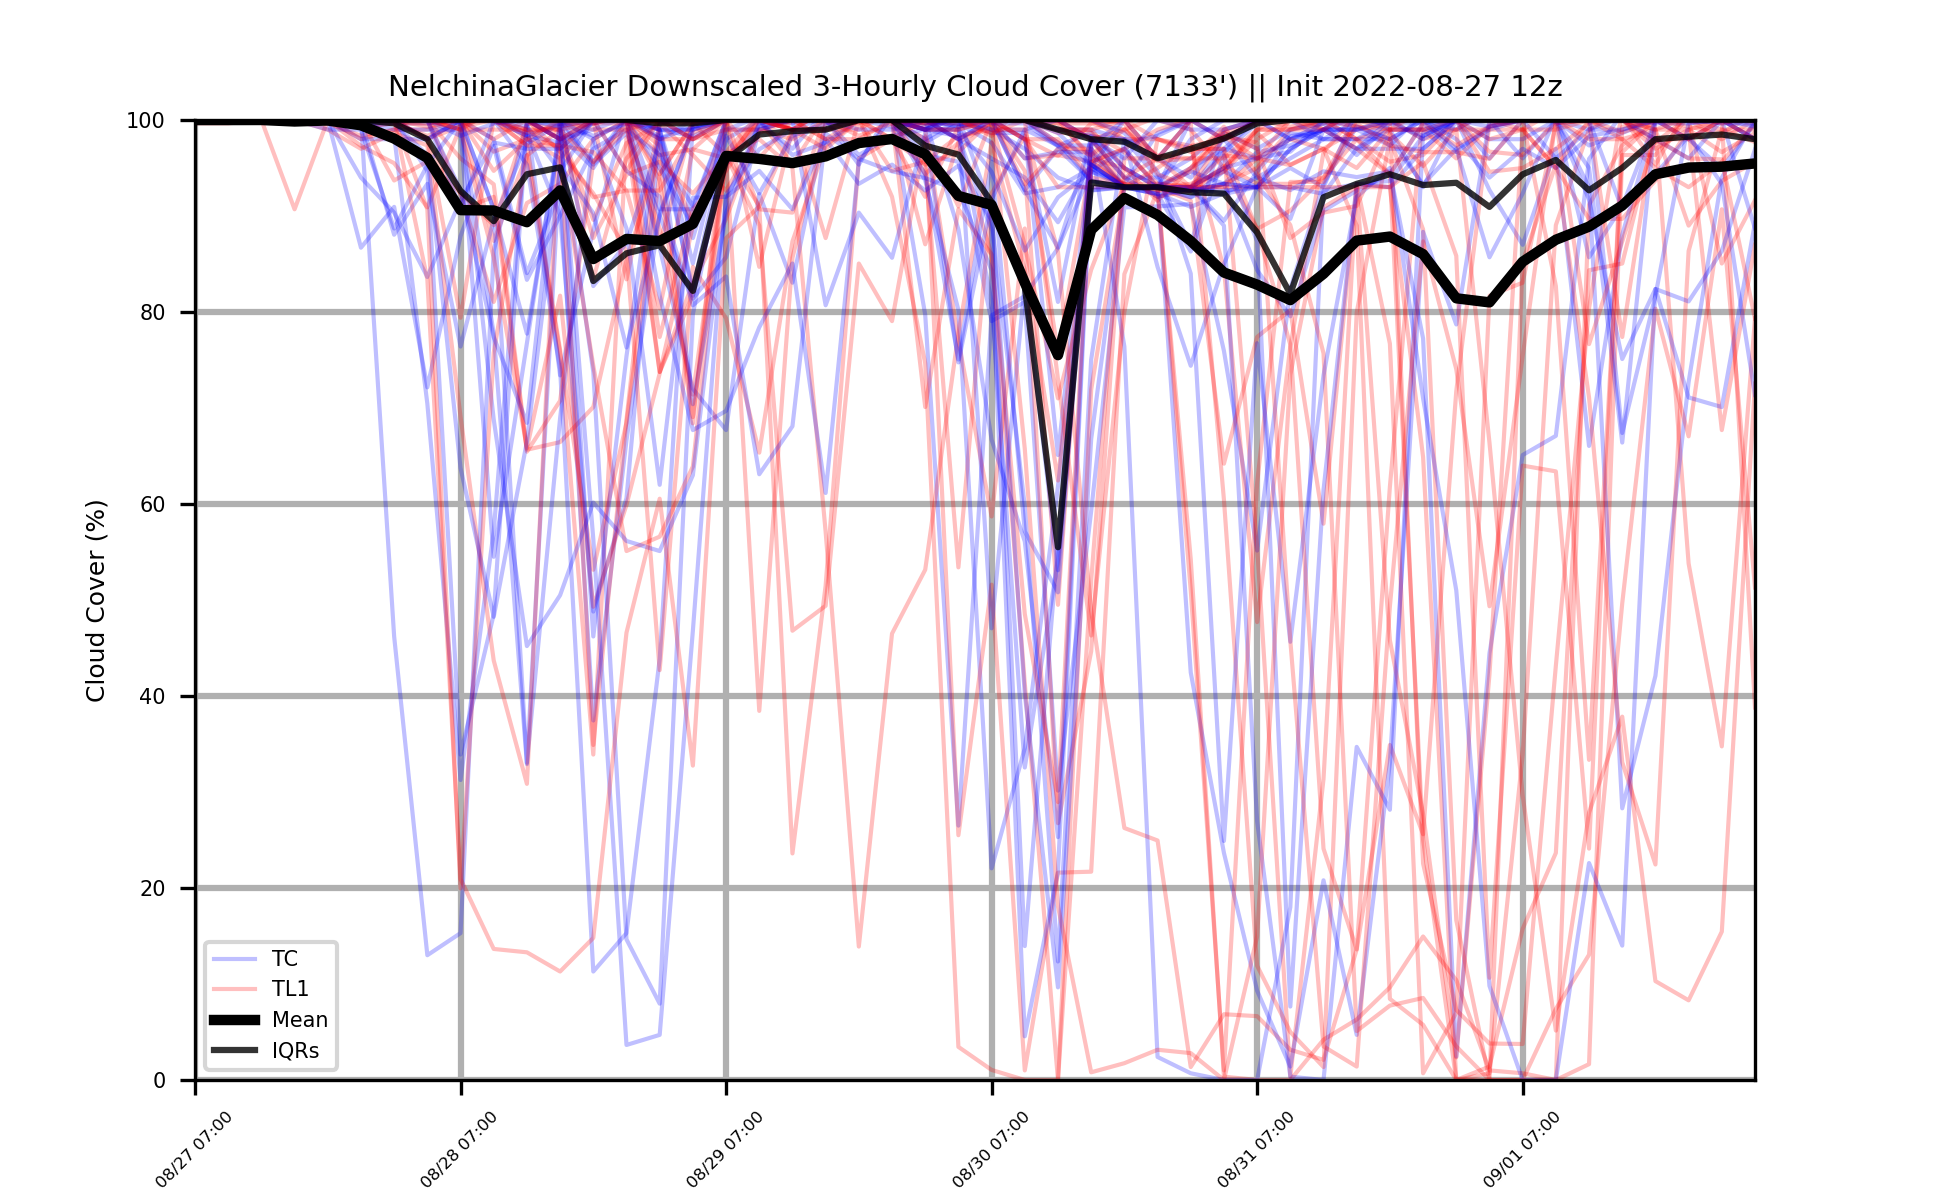 NelchinaGlacier Downscaled 3-Hourly Cloud Cover (7133') || Init 2022-08-27 12z
Cloud Cover (%)
100
80
60
40
20
0
TC
TL1
Mean
IQRs
08/27 07:00
08/28 07:00
08/29 07:00
08/30 07:00
08/31 07:00
09/01 07:00